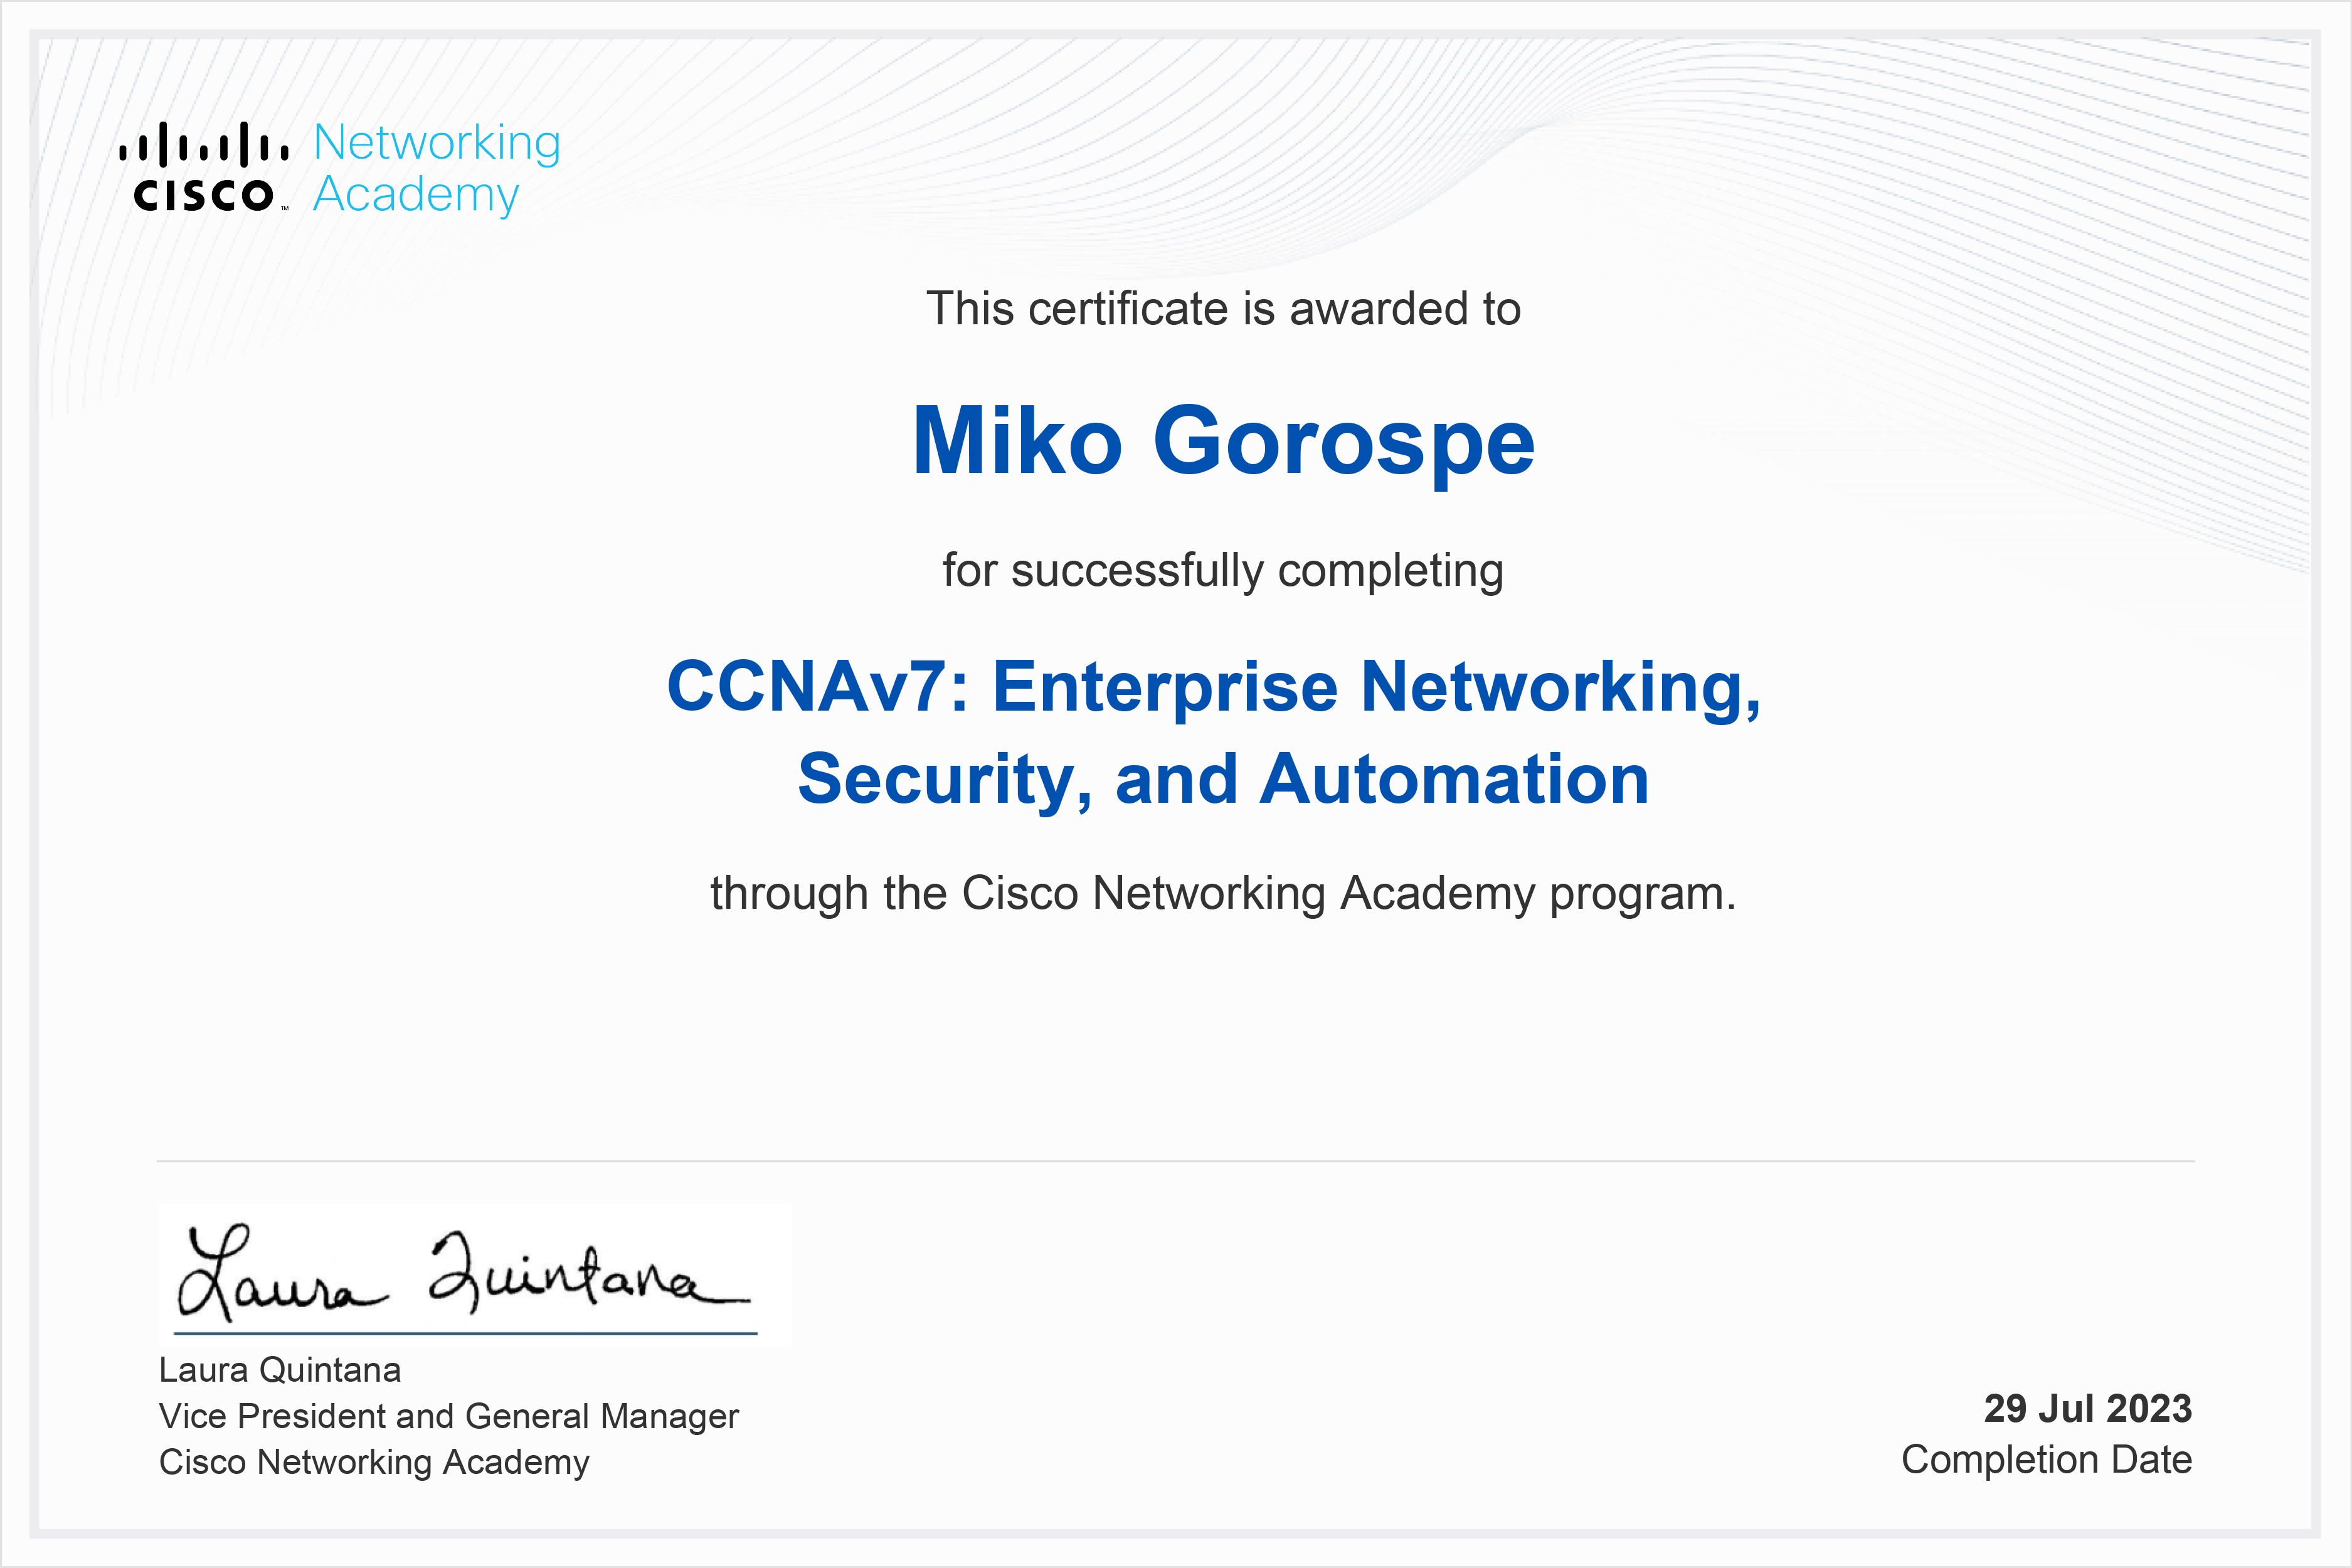 CISCO™
Networking
Academy
This certificate is awarded to
Miko Gorospe
for successfully completing
CCNAv7: Enterprise Networking,
Security, and Automation
through the Cisco Networking Academy program.
Laura Quintana
Laura Quintana
Vice President and General Manager
Cisco Networking Academy
29 Jul 2023
Completion Date